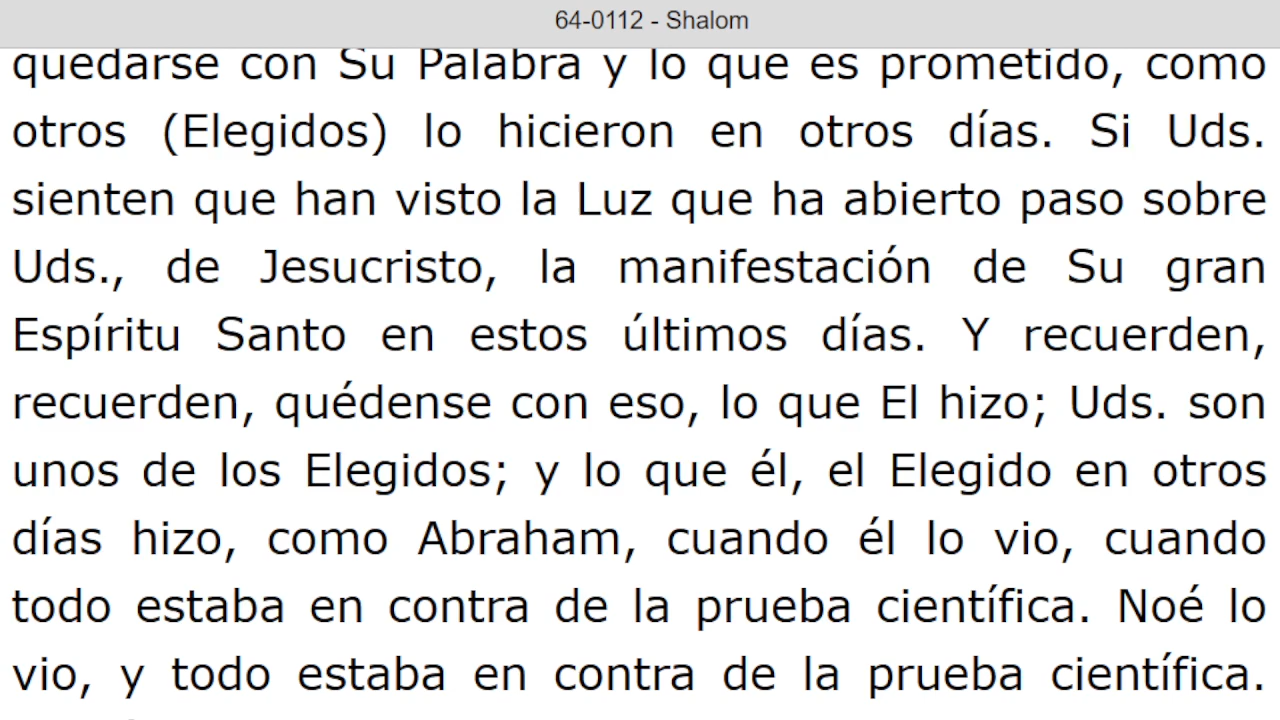 64-0112 - Shalom
quedarse con Su Palabra y lo que es prometido, como
otros (Elegidos) lo hicieron en otros días. Si Uds.
sienten que han visto la Luz que ha abierto paso sobre
Uds., de Jesucristo, la manifestación de Su gran
Espíritu Santo en estos últimos días. Y recuerden,
recuerden, quédense con eso, lo que El hizo; Uds. son
unos de los Elegidos; y lo que él, el Elegido en otros
días hizo, como Abraham, cuando él lo vio, cuando
todo estaba en contra de la prueba científica. Noé lo
vio, y todo estaba en contra de la prueba científica.